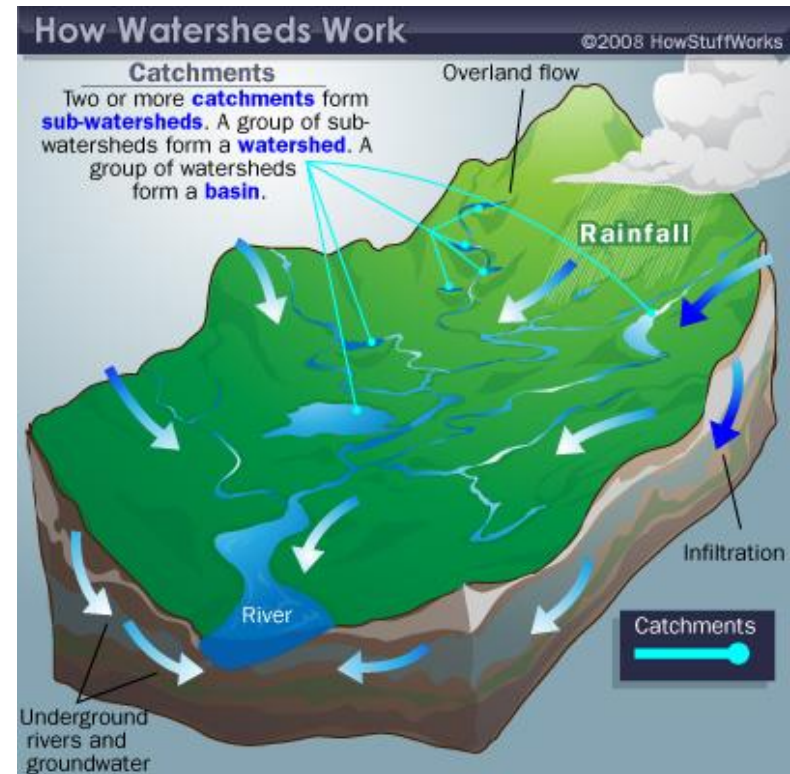 How Watersheds Work
©2008 HowStuffWorks
Catchments
Two or more catchments form
sub-watersheds. A group of sub-
watersheds form a watershed. A
group of watersheds
form a basin.
Overland flow
Rainfall
Infiltration
River
Catchments
Underground
rivers and
groundwater